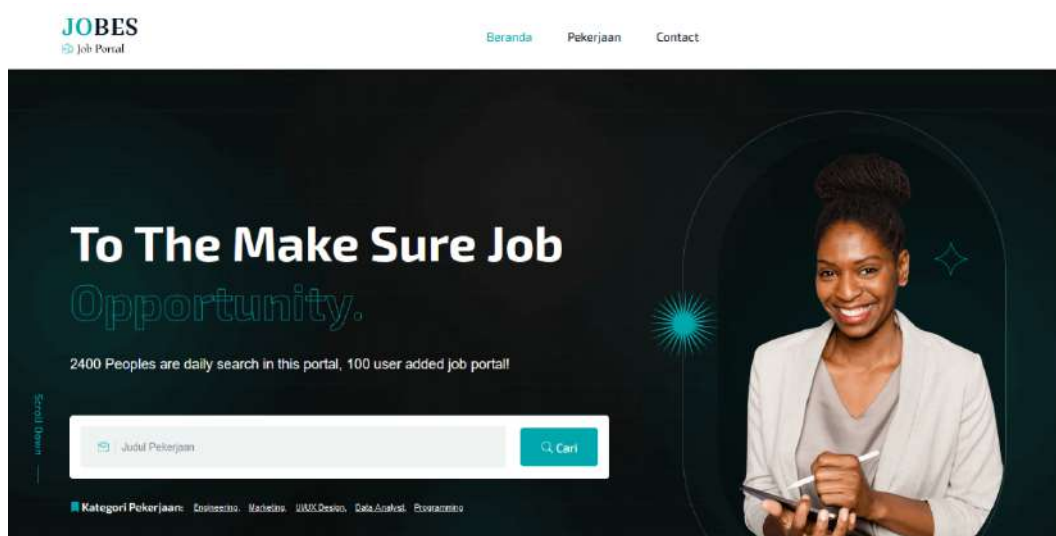 JOBES
Job Portal
Beranda Pekerjaan Contact
To The Make Sure Job
Opportunity.
2400 Peoples are daily search in this portal, 100 user added job portal!
Scroll Down
Judul Pekerjaan
Cari
Kategori Pekerjaan: Engineering, Marketing, UI/UX Design, Data Analyst, Programming